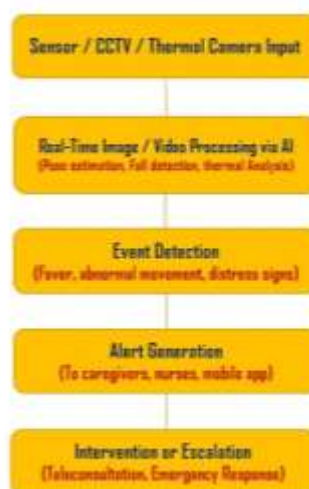 Sensor / CCTV / Thermal Camera Input
Real-Time Image / Video Processing via AI
(Pose estimation, Fall detection, thermal Analysis)
Event Detection
(Fever, abnormal movement, distress signs)
Alert Generation
(To caregivers, nurses, mobile app)
Intervention or Escalation
(Teleconsultation, Emergency Response)